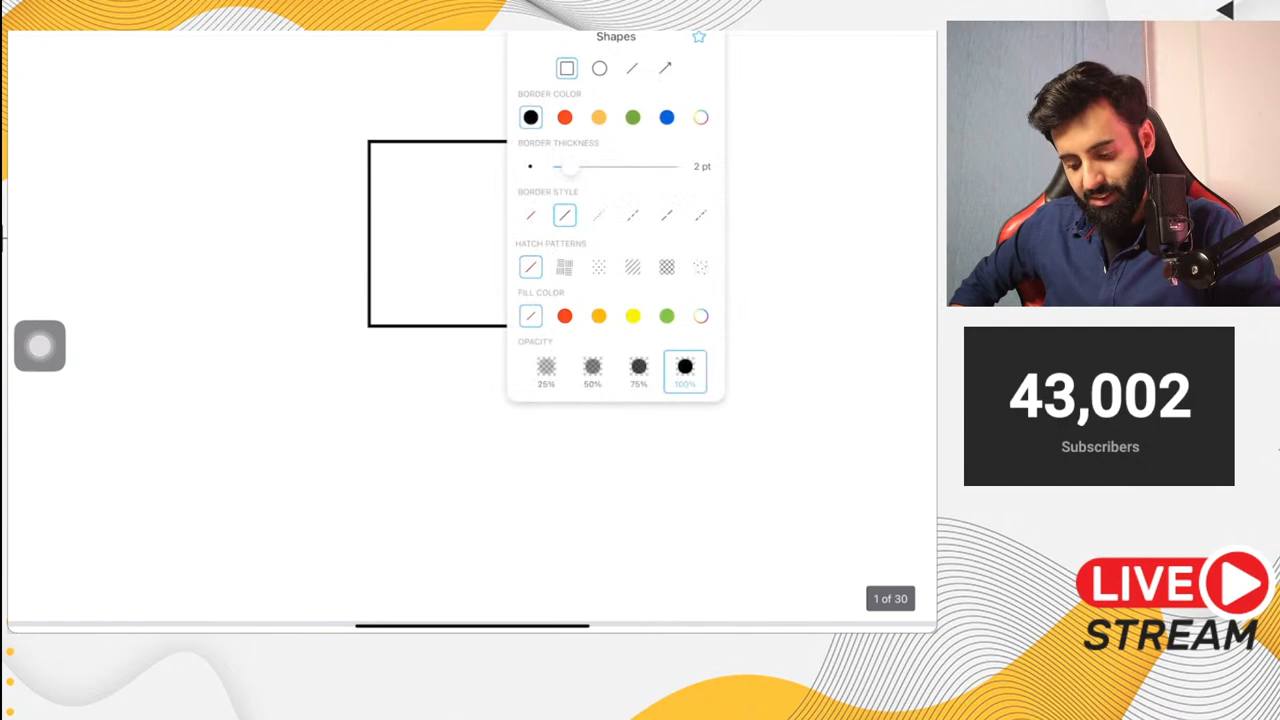 Shapes
BORDER COLOR
BORDER THICKNESS
2 pt
BORDER STYLE
HATCH PATTERNS
FILL COLOR
OPACITY
25%
50%
75%
100%
1 of 30
43,002
Subscribers
LIVE
STREAM